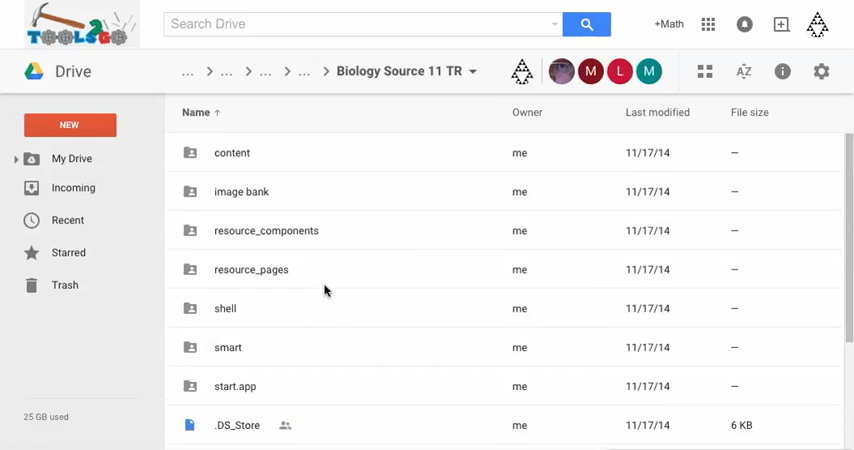 TOOLS2GO
Search Drive
+Math
Drive
... > ... > ... > ... > Biology Source 11 TR
M L M
AZ
NEW
My Drive
Incoming
Recent
Starred
Trash
25 GB used
Name ↑ Owner Last modified File size
content me 11/17/14 —
image bank me 11/17/14 —
resource_components me 11/17/14 —
resource_pages me 11/17/14 —
shell me 11/17/14 —
smart me 11/17/14 —
start.app me 11/17/14 —
.DS_Store me 11/17/14 6 KB